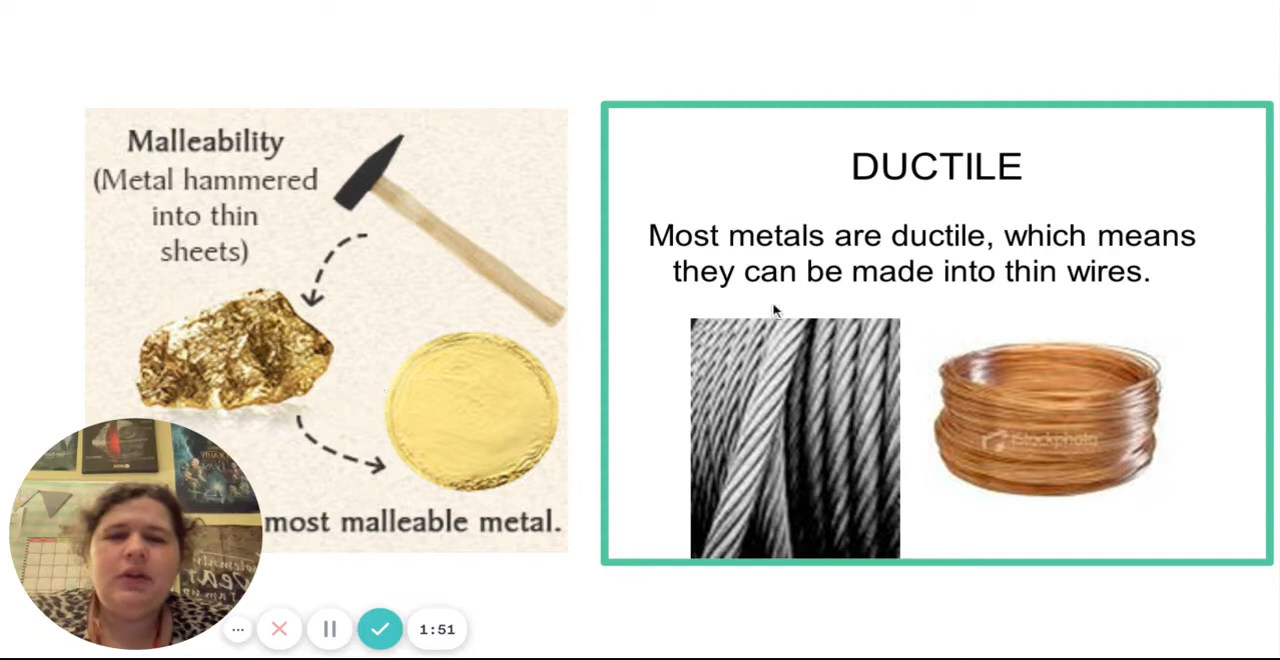 Malleability
(Metal hammered
into thin
sheets)
most malleable metal.
DUCTILE
Most metals are ductile, which means
they can be made into thin wires.
iStockphoto
1:51